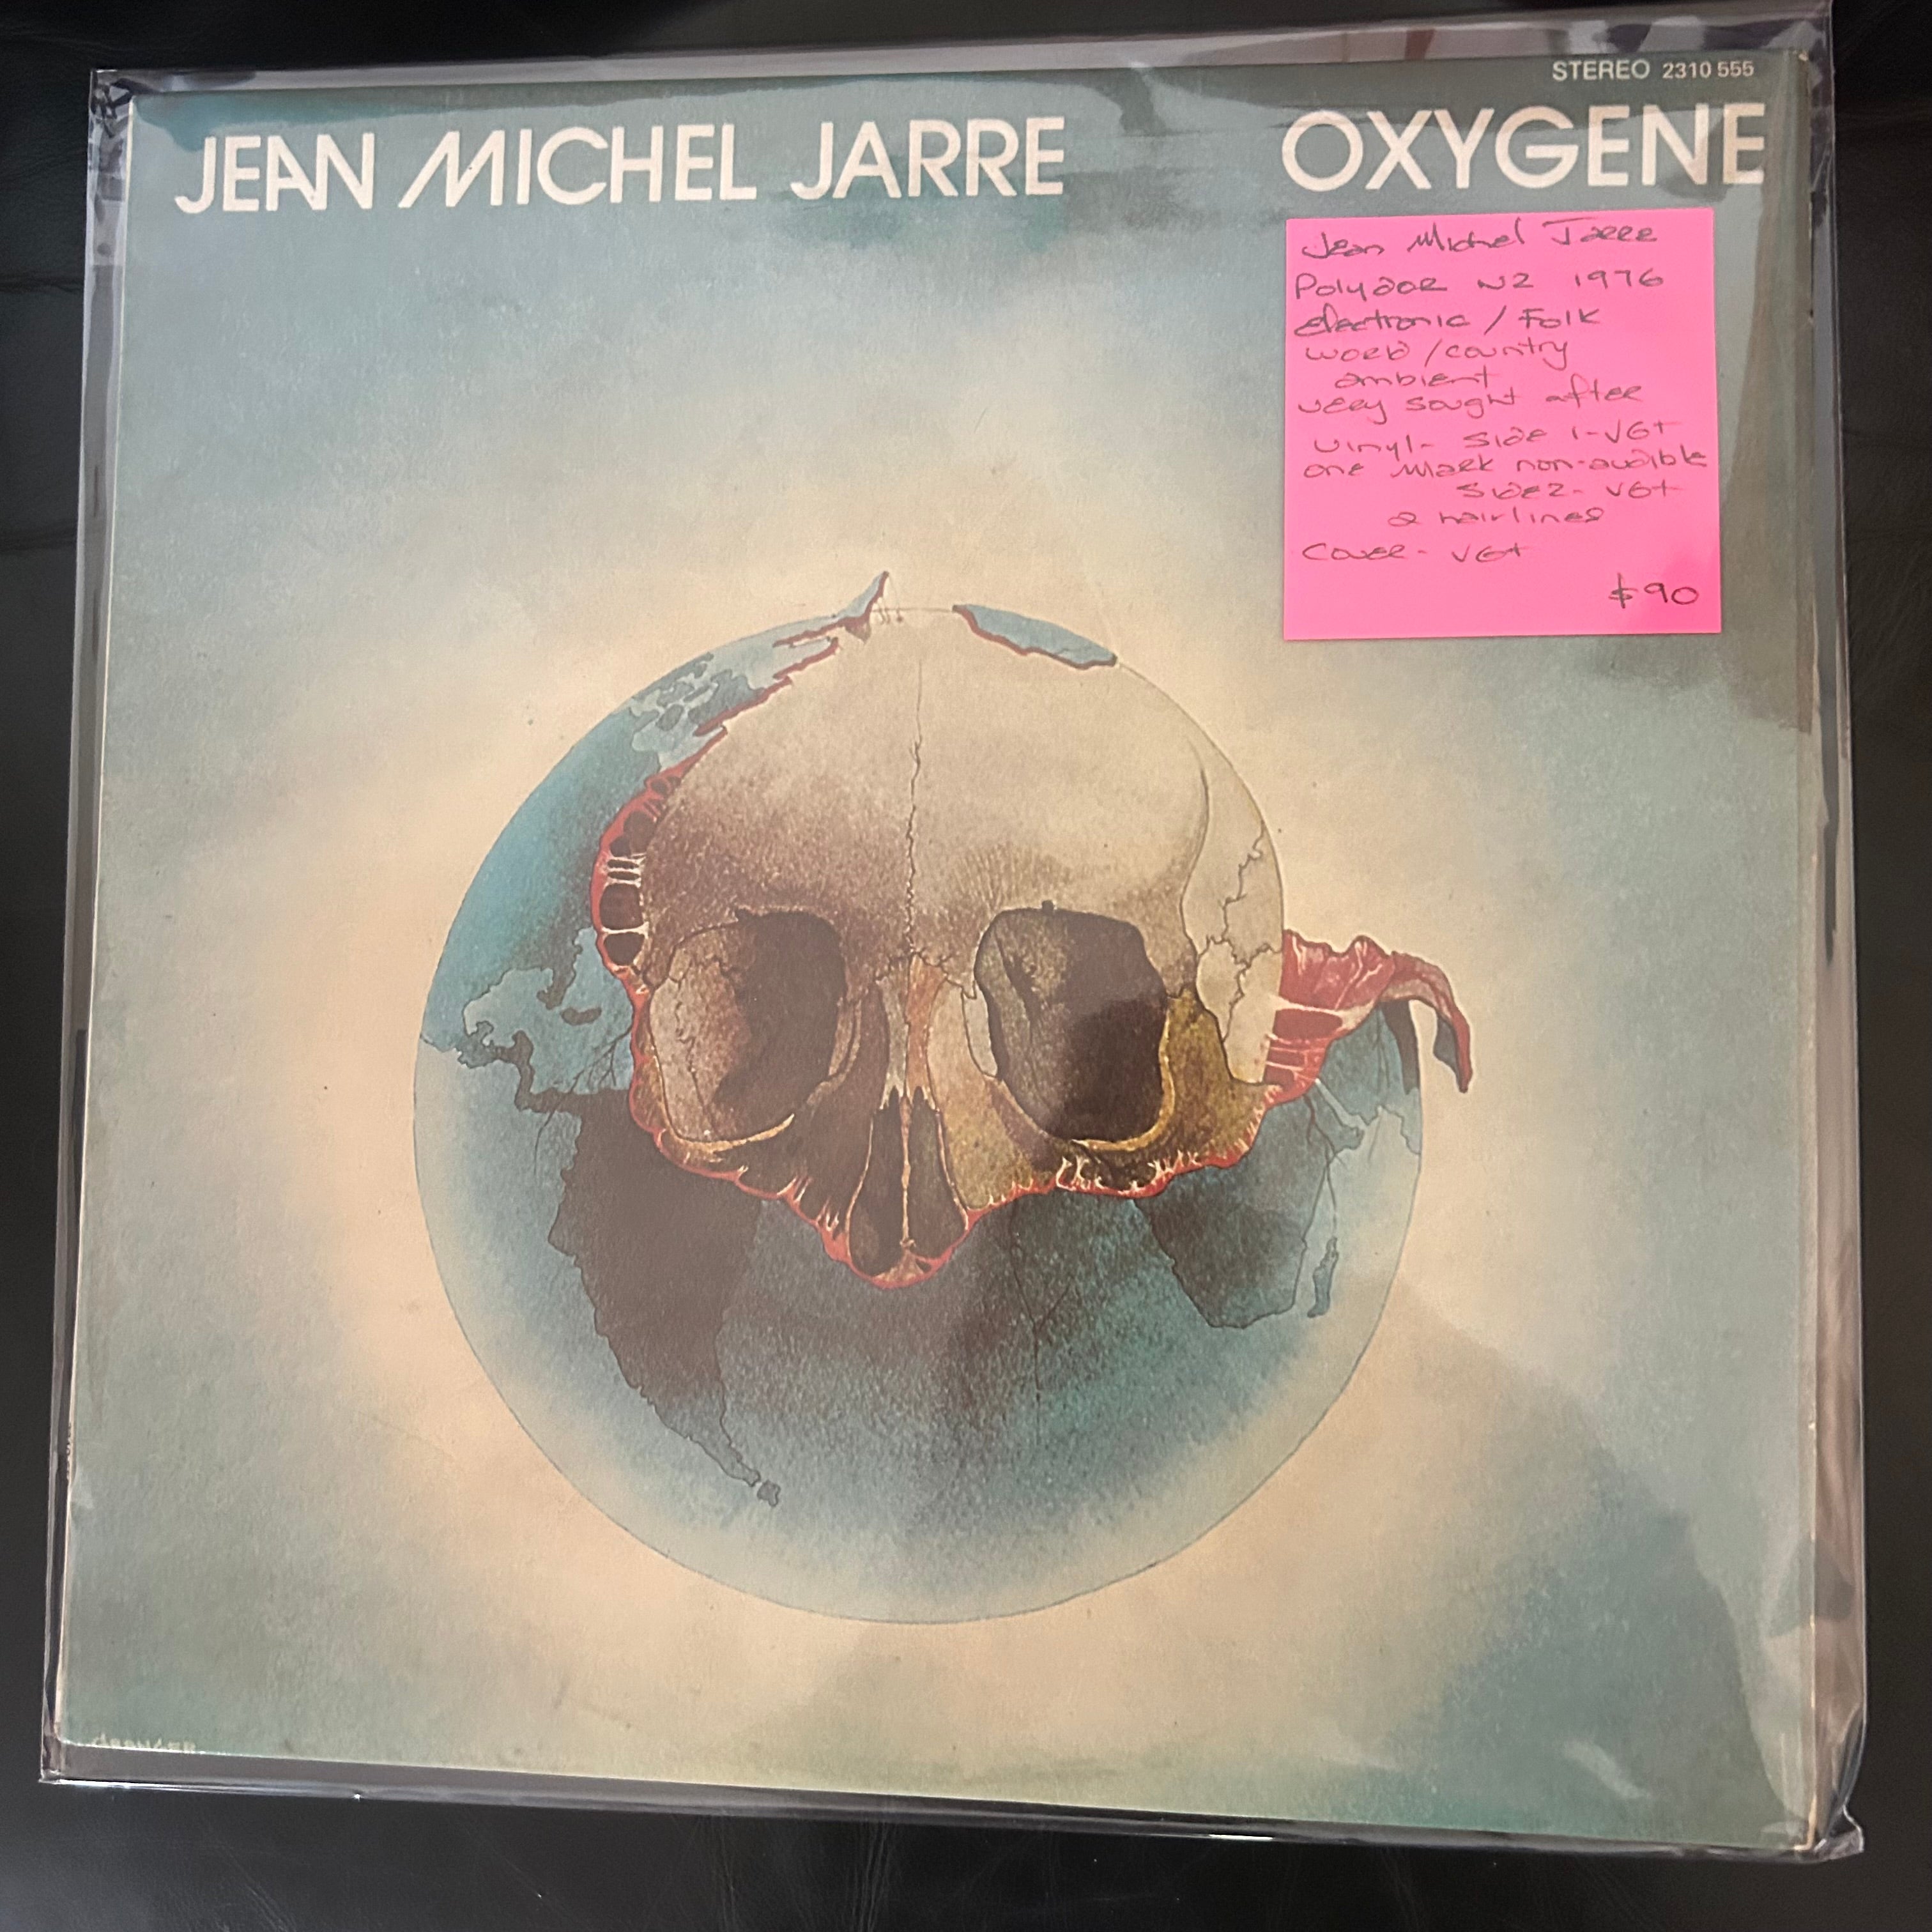 STEREO 2310 555
JEAN MICHEL JARRE OXYGENE
Jean Michel Jarre
Polydor NZ 1976
electronic / Folk
world / country
ambient
very sought after
vinyl - side 1 - VG+
one mark non-audible
side 2 - VG+
2 hairlines
Cover - VG+
$90
GRANGER